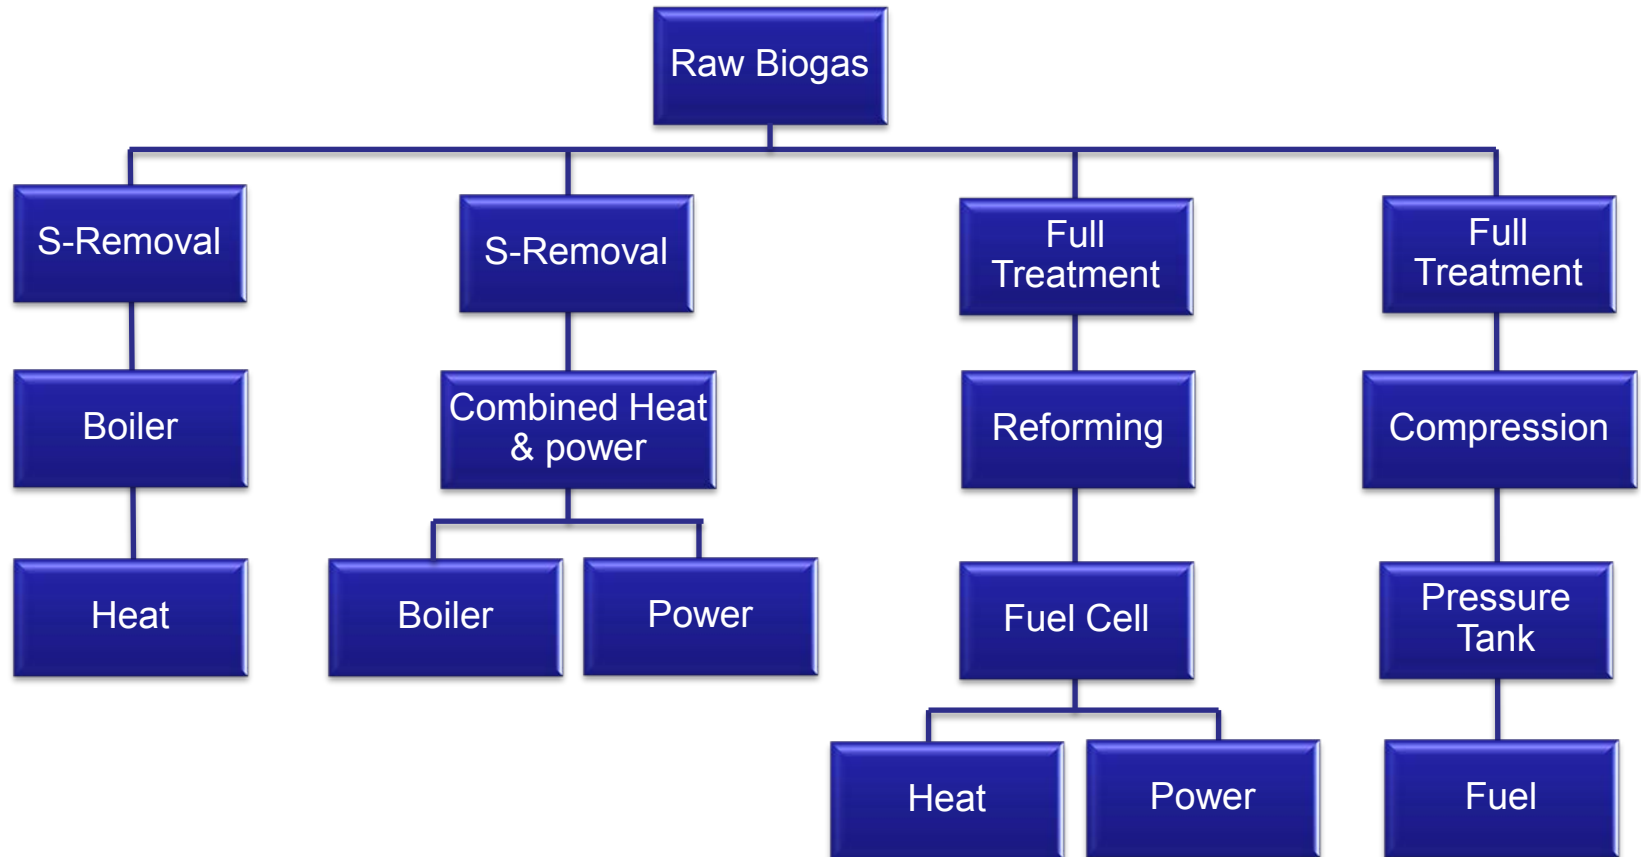 Raw Biogas
S-Removal
S-Removal
Full
Treatment
Full
Treatment
Boiler
Combined Heat
& power
Reforming
Compression
Heat
Boiler
Power
Fuel Cell
Pressure
Tank
Heat
Power
Fuel